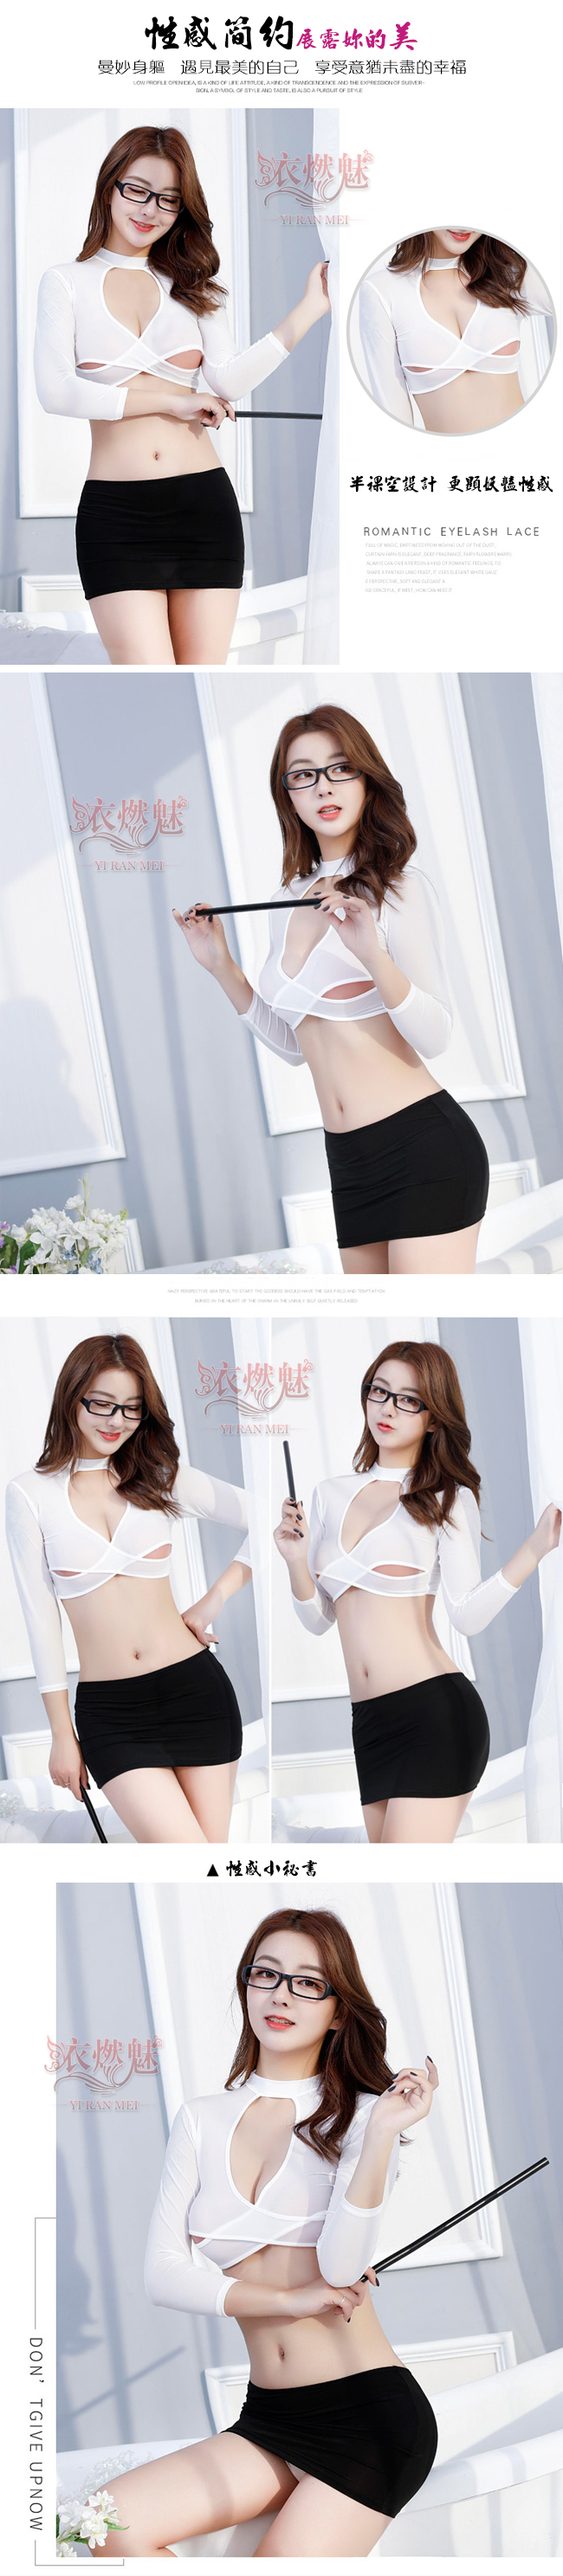 性感简约展露妳的美
曼妙身軀 遇見最美的自己 享受意猶未盡的幸福
LOW PROFILE OPENIDEA, IS A KIND OF LIFE ATTITUDE, A KIND OF TRANSCENDENCE AND THE EXPRESSION OF SUBVER-
SION, A SYMBOL OF STYLE AND TASTE, IS ALSO A PURSUIT OF STYLE
衣燃魅
YI RAN MEI
半裸空設計 更顯妖豔性感
ROMANTIC EYELASH LACE
衣燃魅
YI RAN MEI
衣燃魅
YI RAN MEI
▲ 性感小秘書
衣燃魅
YI RAN MEI
DON’TGIVE UPNOW